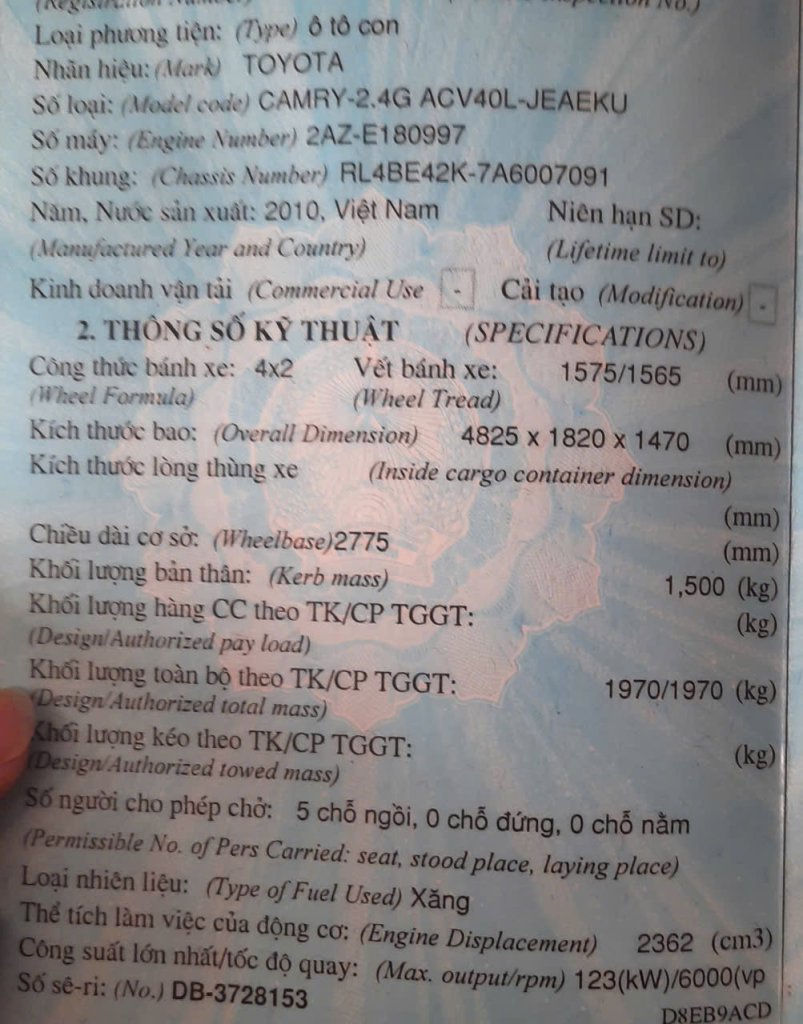 (Registration Number)
Loại phương tiện: (Type) ô tô con
Nhãn hiệu: (Mark) TOYOTA
Số loại: (Model code) CAMRY-2.4G ACV40L-JEAEKU
Số máy: (Engine Number) 2AZ-E180997
Số khung: (Chassis Number) RL4BE42K-7A6007091
Năm, Nước sản xuất: 2010, Việt Nam Niên hạn SD:
(Manufactured Year and Country) (Lifetime limit to)
Kinh doanh vận tải (Commercial Use - Cải tạo (Modification) -
2. THÔNG SỐ KỸ THUẬT (SPECIFICATIONS)
Công thức bánh xe: 4x2 Vết bánh xe: 1575/1565 (mm)
(Wheel Formula) (Wheel Tread)
Kích thước bao: (Overall Dimension) 4825 x 1820 x 1470 (mm)
Kích thước lòng thùng xe (Inside cargo container dimension)
(mm)
Chiều dài cơ sở: (Wheelbase)2775 (mm)
Khối lượng bản thân: (Kerb mass) 1,500 (kg)
Khối lượng hàng CC theo TK/CP TGGT: (kg)
(Design/Authorized pay load)
Khối lượng toàn bộ theo TK/CP TGGT: 1970/1970 (kg)
(Design/Authorized total mass)
Khối lượng kéo theo TK/CP TGGT: (kg)
(Design/Authorized towed mass)
Số người cho phép chở: 5 chỗ ngồi, 0 chỗ đứng, 0 chỗ nằm
(Permissible No. of Pers Carried: seat, stood place, laying place)
Loại nhiên liệu: (Type of Fuel Used) Xăng
Thể tích làm việc của động cơ: (Engine Displacement) 2362 (cm3)
Công suất lớn nhất/tốc độ quay: (Max. output/rpm) 123(kW)/6000(vp
Số sê-ri: (No.) DB-3728153 D8EB9ACD